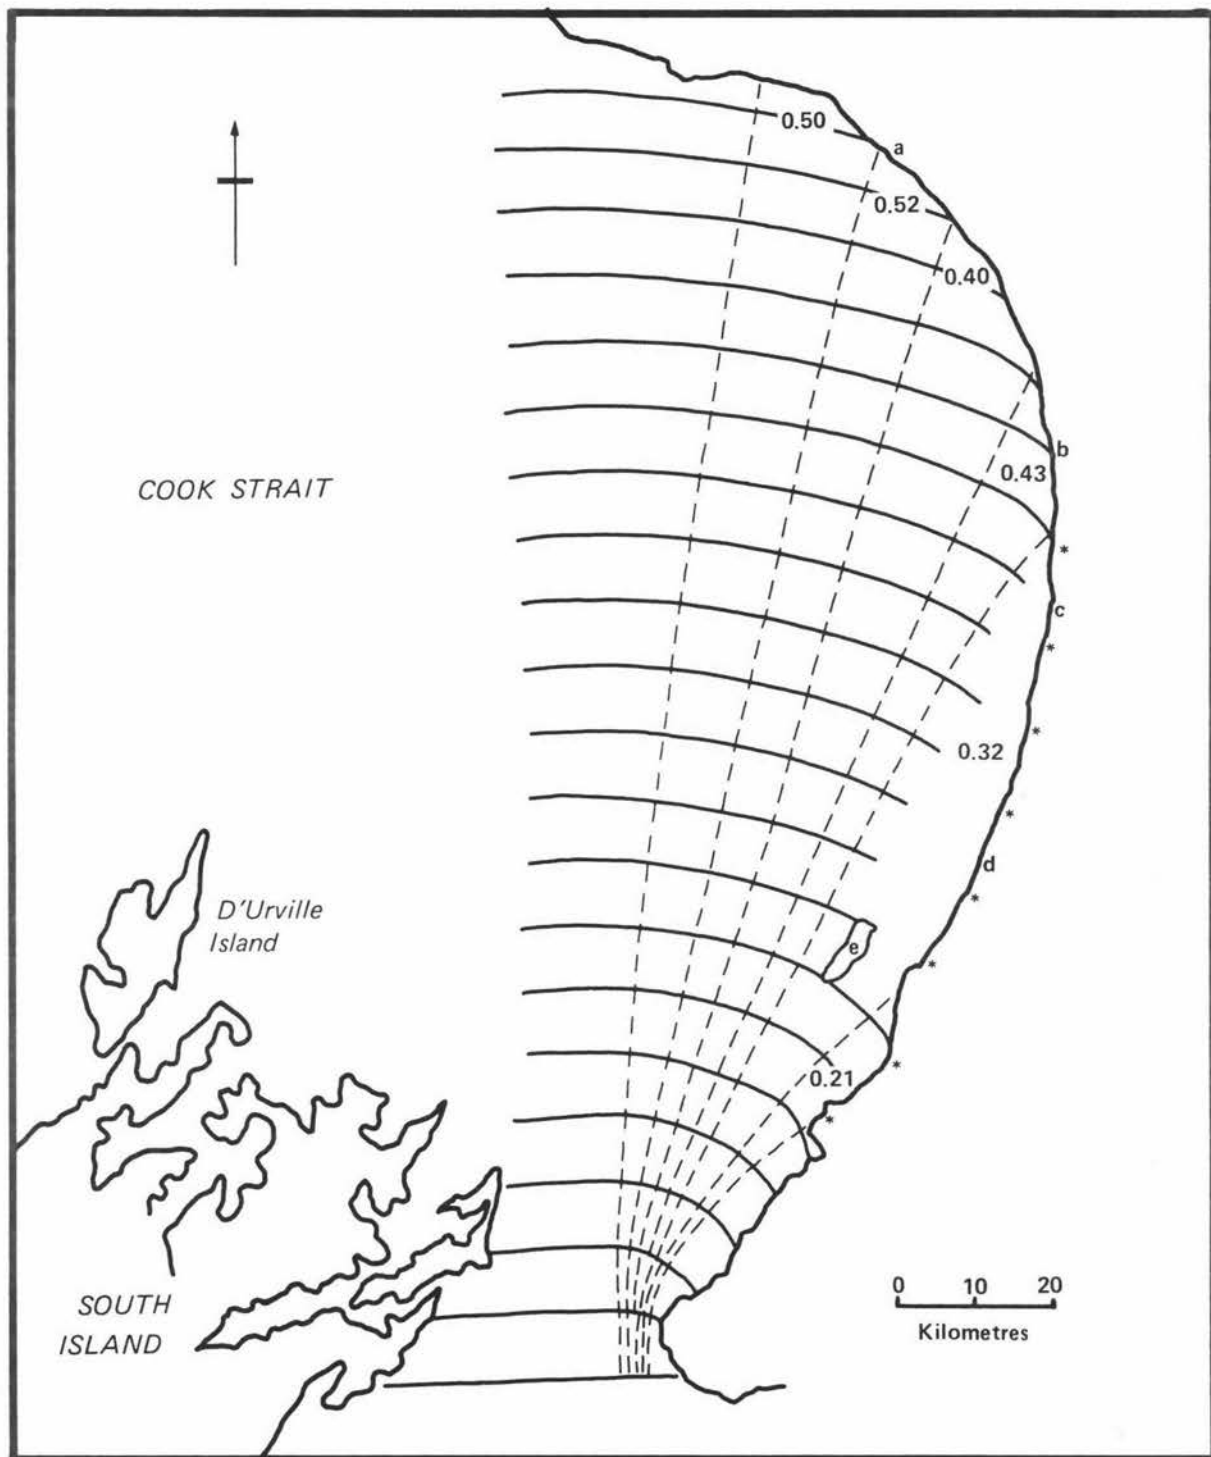 0.50
a
0.52
0.40
b
0.43
COOK STRAIT
*
c
*
*
0.32
*
d
*
D'Urville
Island
e
*
*
0.21
*
SOUTH
ISLAND
0 10 20
Kilometres